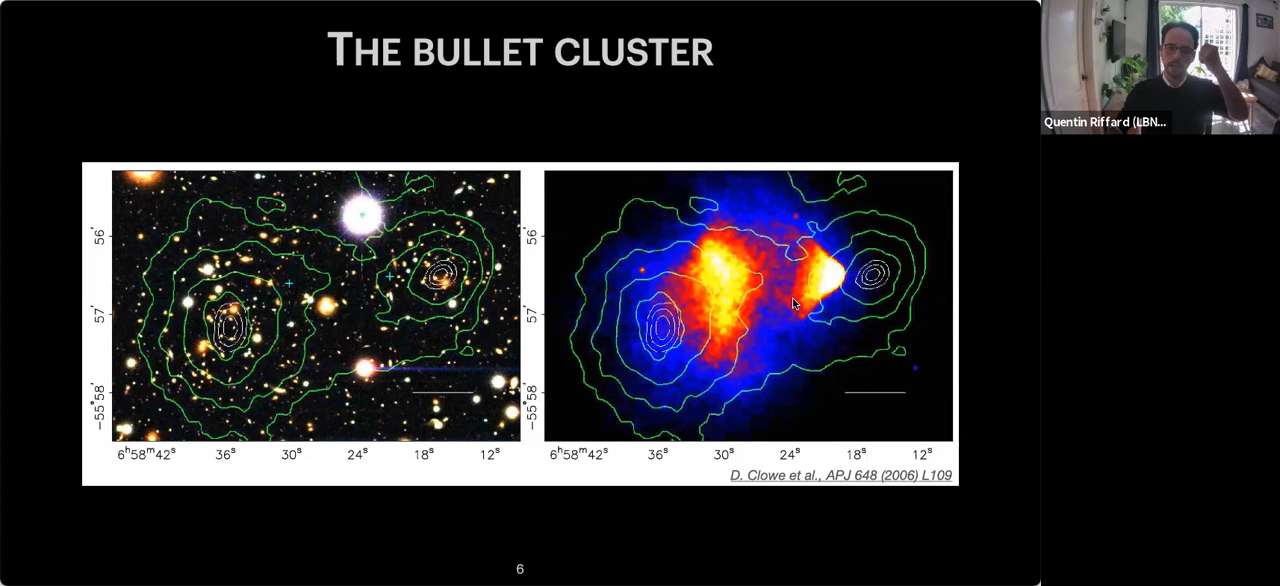 THE BULLET CLUSTER
Quentin Riffard (LBN...
56′
57′
−55°58′
6ʰ58ᵐ42ˢ 36ˢ 30ˢ 24ˢ 18ˢ 12ˢ
56′
57′
−55°58′
6ʰ58ᵐ42ˢ 36ˢ 30ˢ 24ˢ 18ˢ 12ˢ
D. Clowe et al., APJ 648 (2006) L109
6